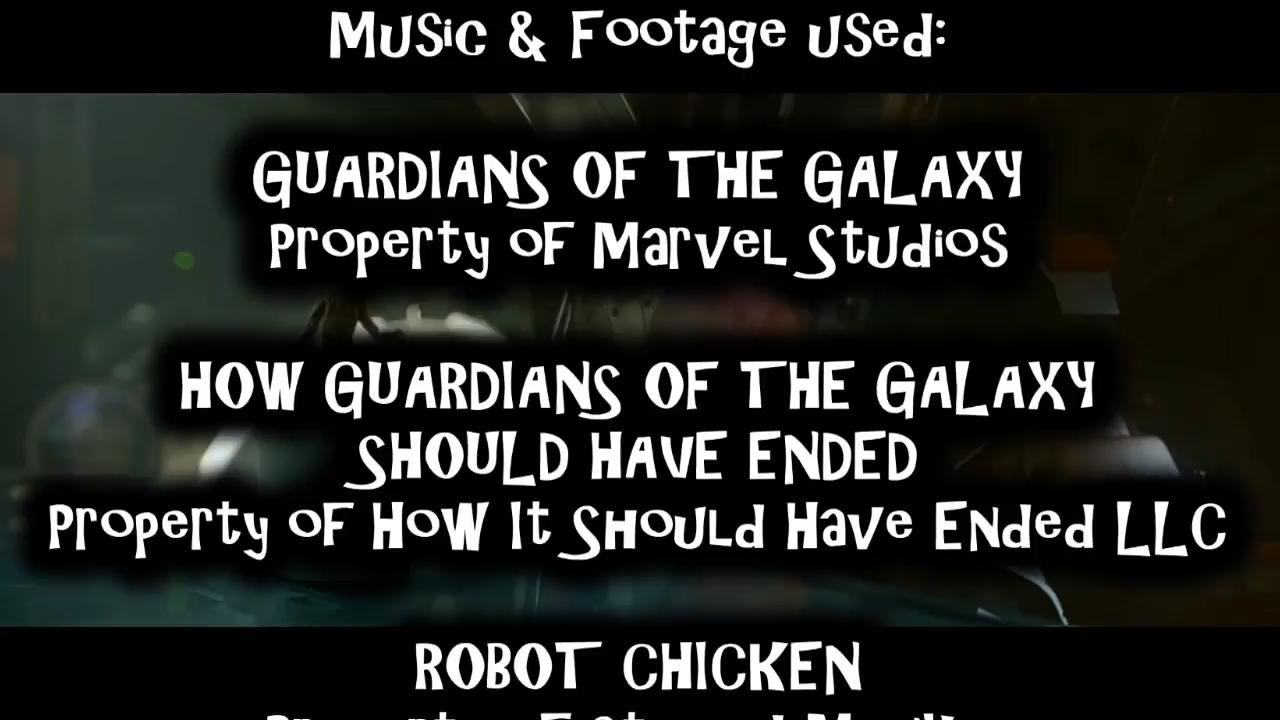 Music & Footage used:
GUARDIANS OF THE GALAXY
Property of Marvel Studios
HOW GUARDIANS OF THE GALAXY
SHOULD HAVE ENDED
Property of How It Should Have Ended LLC
ROBOT CHICKEN